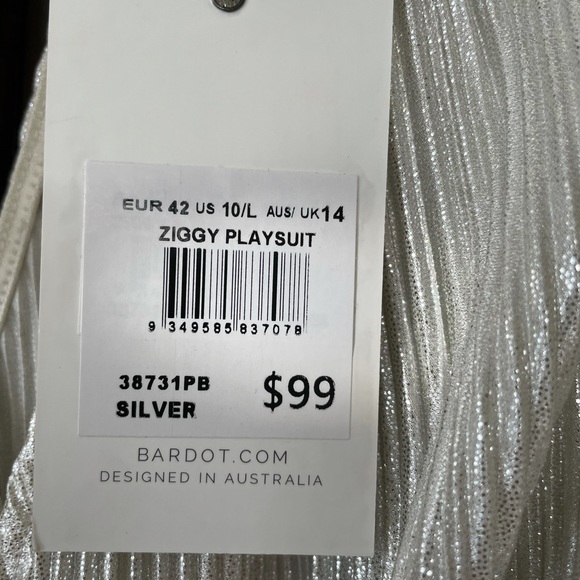 EUR 42 US 10/L AUS/ UK 14
ZIGGY PLAYSUIT
9 349585 837078
38731PB
SILVER
$99
BARDOT.COM
DESIGNED IN AUSTRALIA